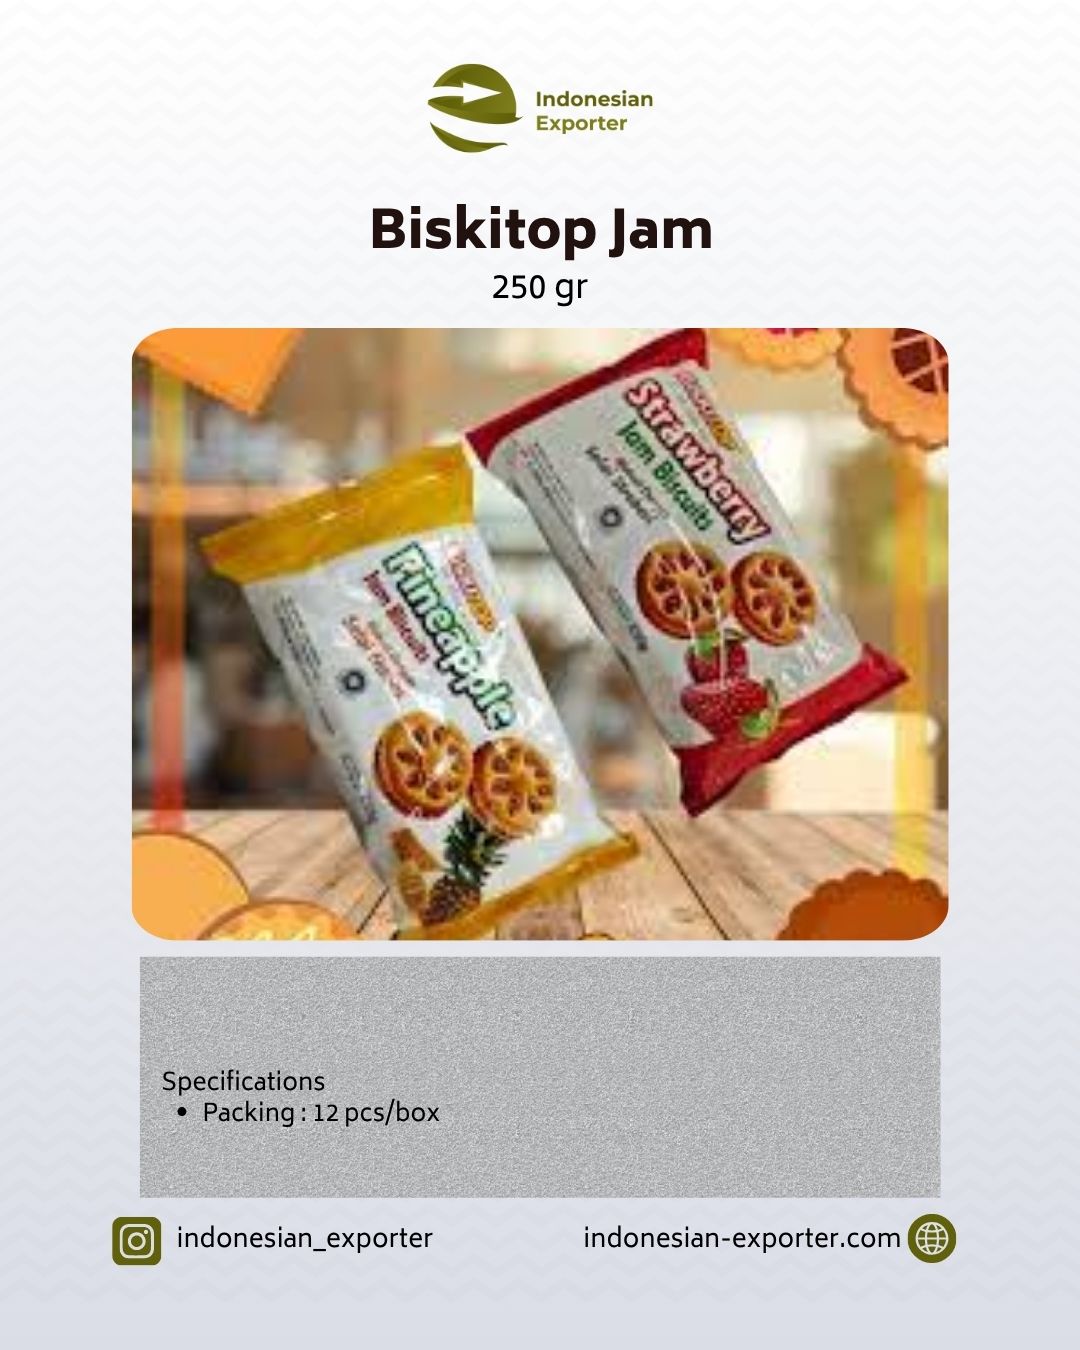 Indonesian
Exporter
Biskitop Jam
250 gr
Strawberry
Jam Biscuits
Pineapple
Jam Biscuits
Specifications
• Packing : 12 pcs/box
indonesian_exporter
indonesian-exporter.com